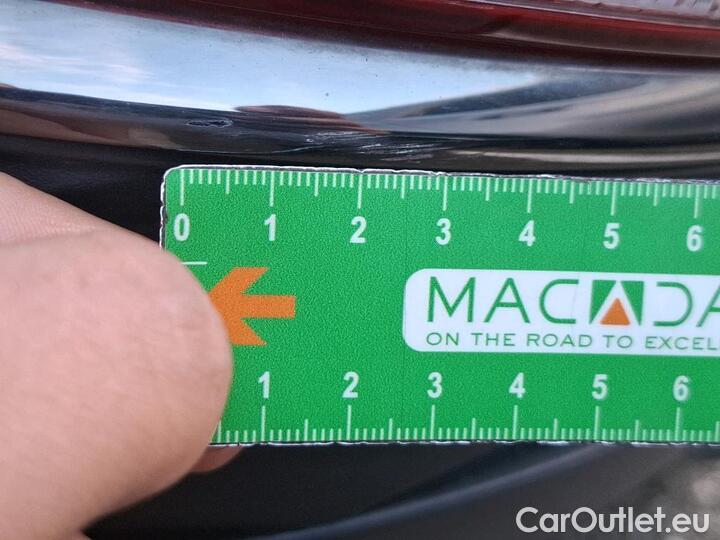 0 1 2 3 4 5 6
MACADA
ON THE ROAD TO EXCELL
1 2 3 4 5 6
CarOutlet.eu